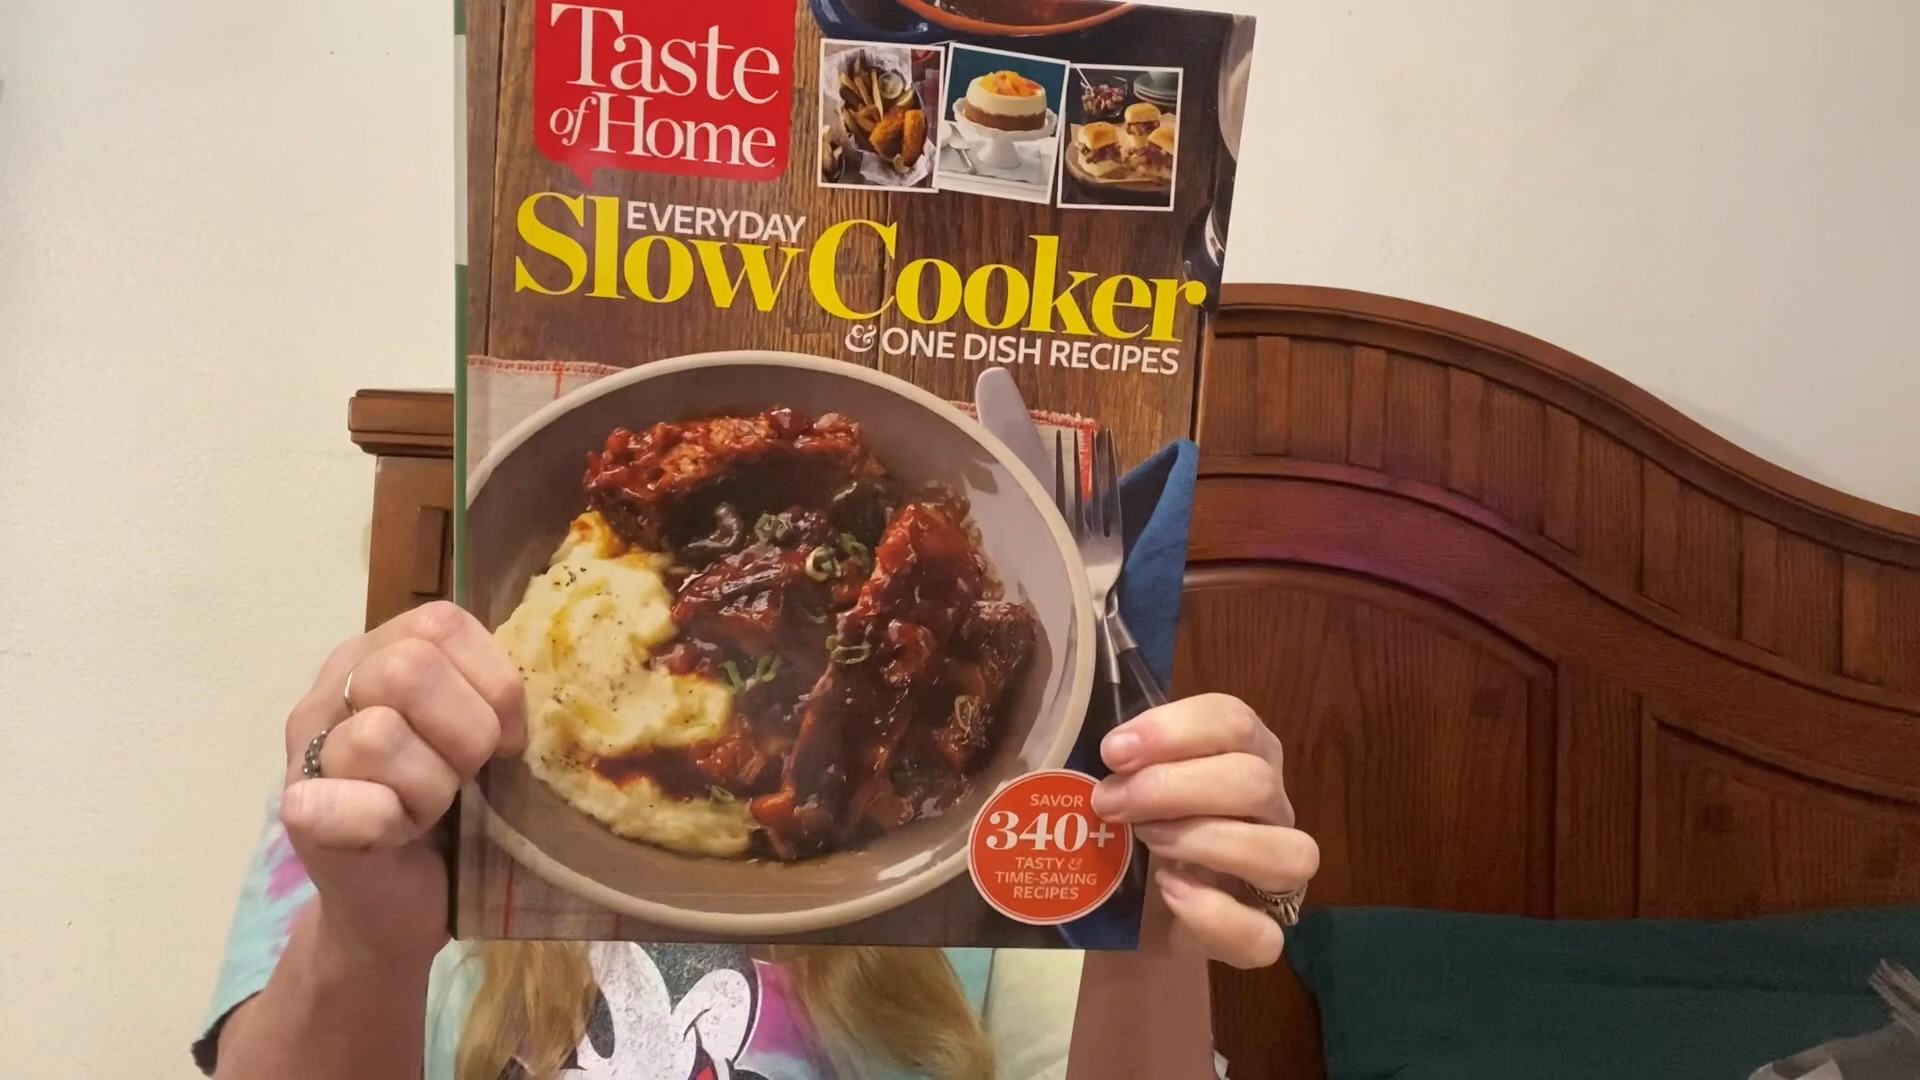 Taste
of Home
EVERYDAY
Slow Cooker
& ONE DISH RECIPES
SAVOR
340+
TASTY &
TIME-SAVING
RECIPES